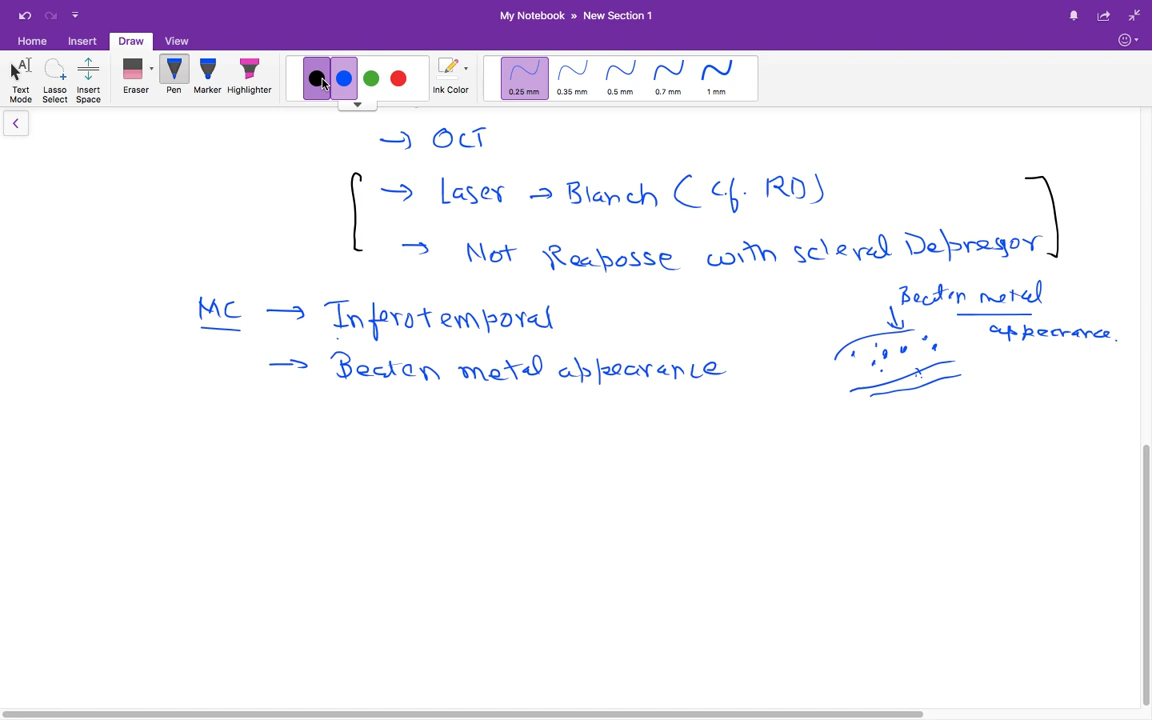 My Notebook » New Section 1
Home Insert Draw View
Text Mode
Lasso Select
Insert Space
Eraser
Pen
Marker
Highlighter
Ink Color
0.25 mm
0.35 mm
0.5 mm
0.7 mm
1 mm
→ OCT
→ Laser → Blanch (cf. RD)
→ Not Reaposse with scleral Depressor
MC → Inferotemporal
→ Beaten metal appearance
Beaten metal
appearance.